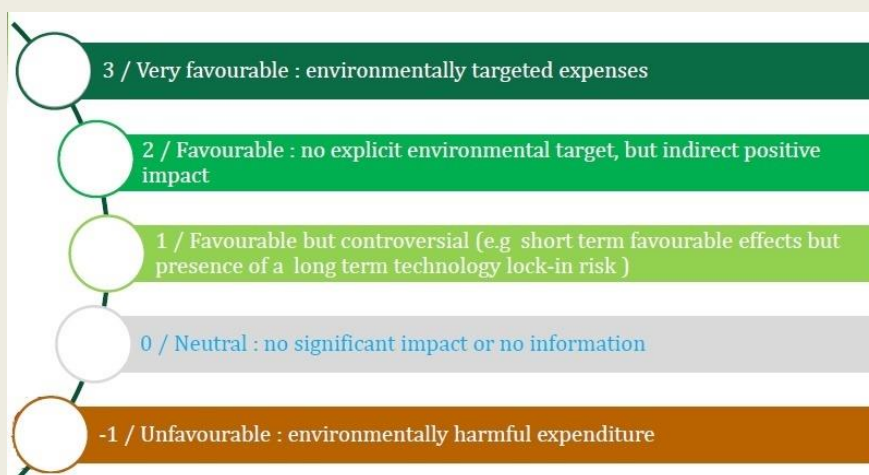 3 / Very favourable : environmentally targeted expenses
2 / Favourable : no explicit environmental target, but indirect positive
impact
1 / Favourable but controversial (e.g  short term favourable effects but
presence of a  long term technology lock-in risk )
0 / Neutral : no significant impact or no information
-1 / Unfavourable : environmentally harmful expenditure